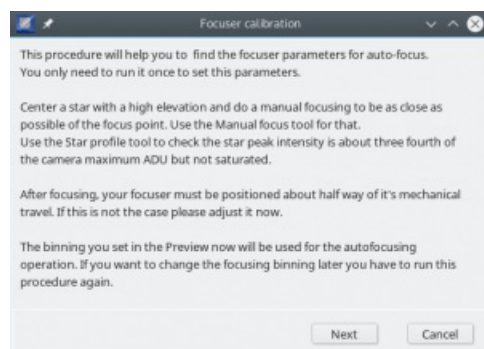 Focuser calibration
This procedure will help you to find the focuser parameters for auto-focus.
You only need to run it once to set this parameters.
Center a star with a high elevation and do a manual focusing to be as close as
possible of the focus point. Use the Manual focus tool for that.
Use the Star profile tool to check the star peak intensity is about three fourth of
the camera maximum ADU but not saturated.
After focusing, your focuser must be positioned about half way of it's mechanical
travel. If this is not the case please adjust it now.
The binning you set in the Preview now will be used for the autofocusing
operation. If you want to change the focusing binning later you have to run this
procedure again.
Next
Cancel